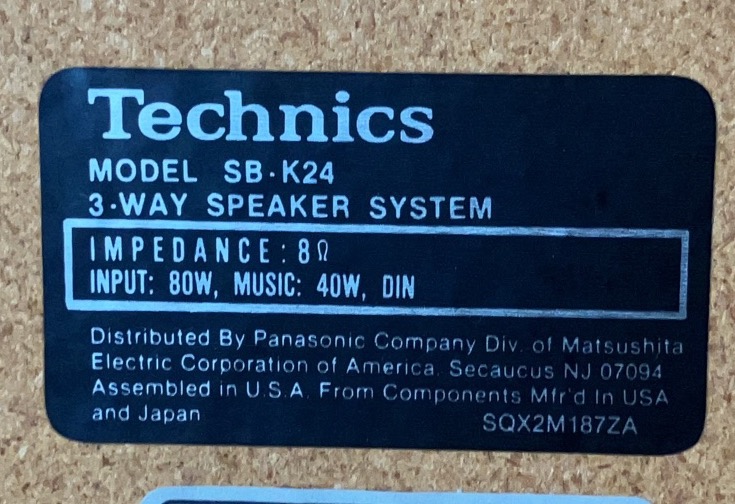 Technics
MODEL SB·K24
3·WAY SPEAKER SYSTEM
IMPEDANCE: 8Ω
INPUT: 80W, MUSIC: 40W, DIN
Distributed By Panasonic Company Div. of Matsushita
Electric Corporation of America. Secaucus NJ 07094
Assembled in U.S.A. From Components Mfr'd In USA
and Japan
SQX2M187ZA